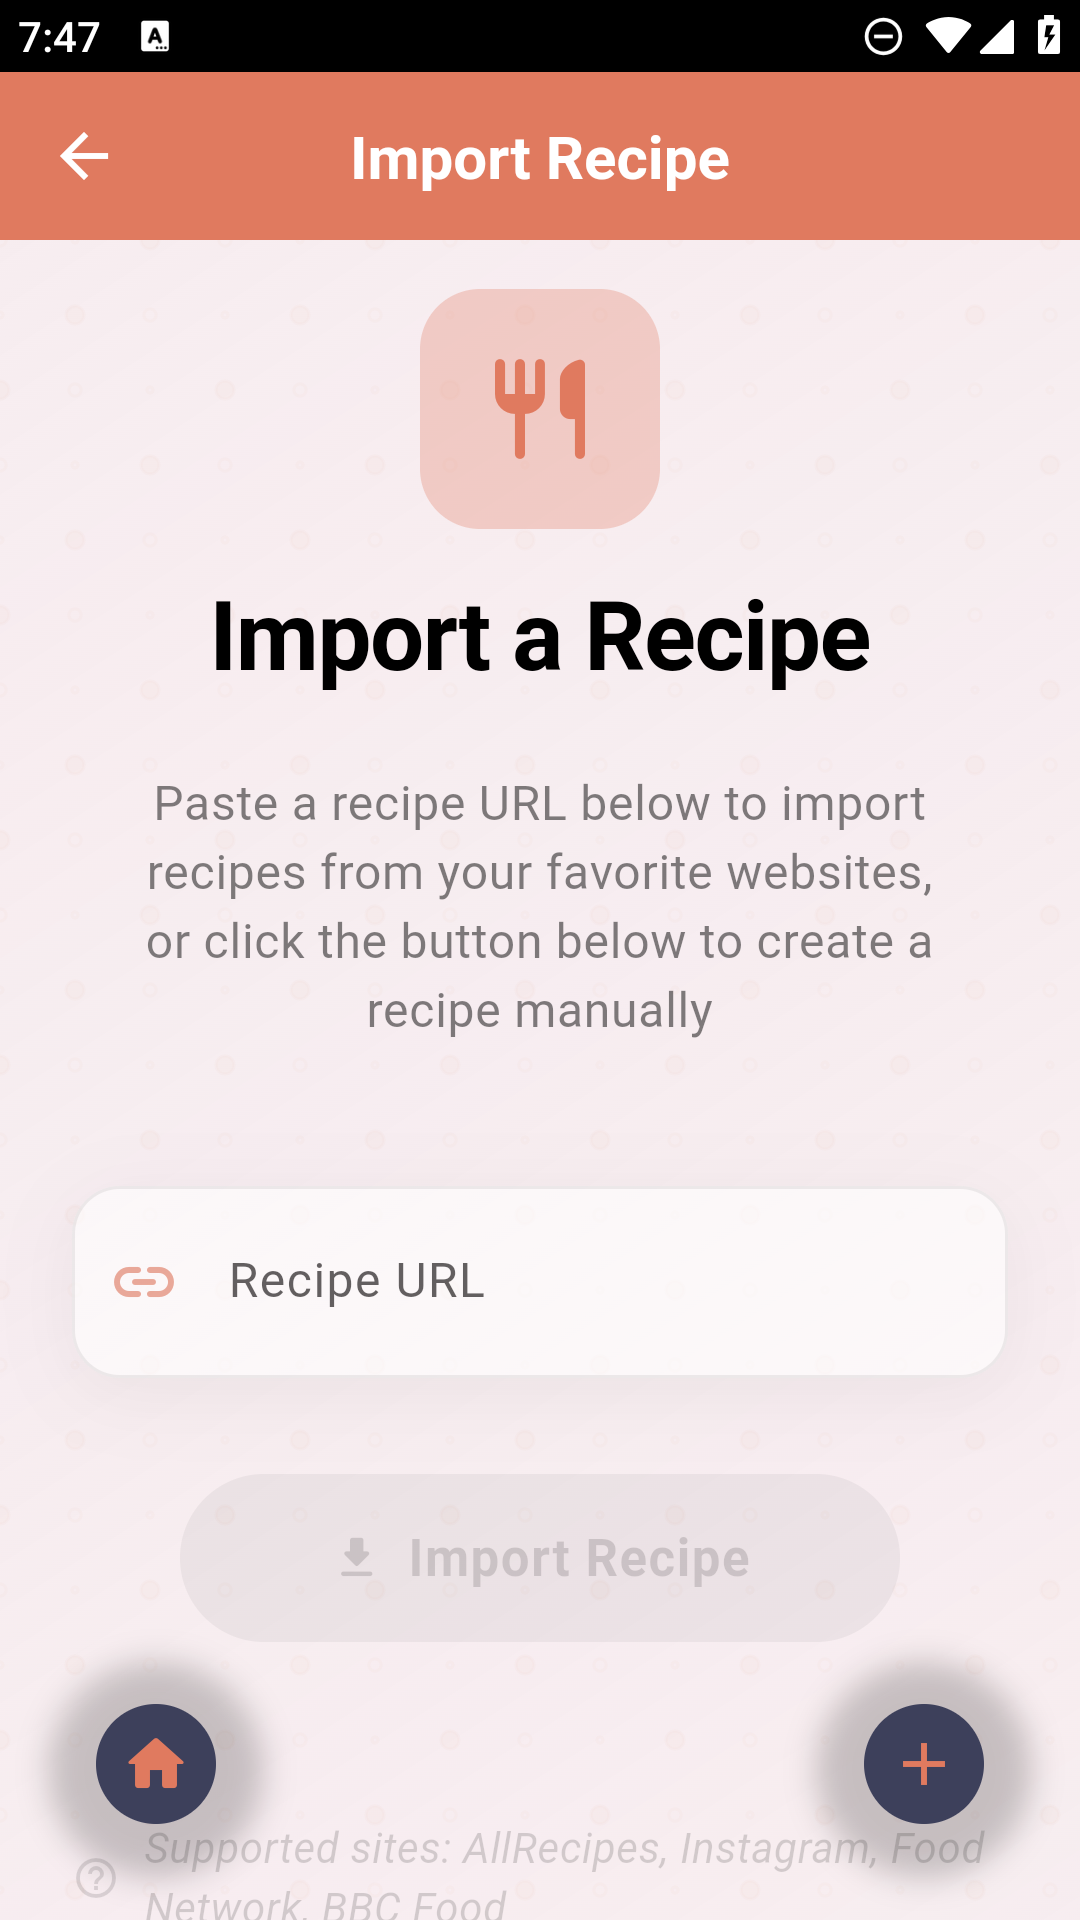 7:47
Import Recipe
Import a Recipe
Paste a recipe URL below to import
recipes from your favorite websites,
or click the button below to create a
recipe manually
Recipe URL
Import Recipe
Supported sites: AllRecipes, Instagram, Food
Network, BBC Food